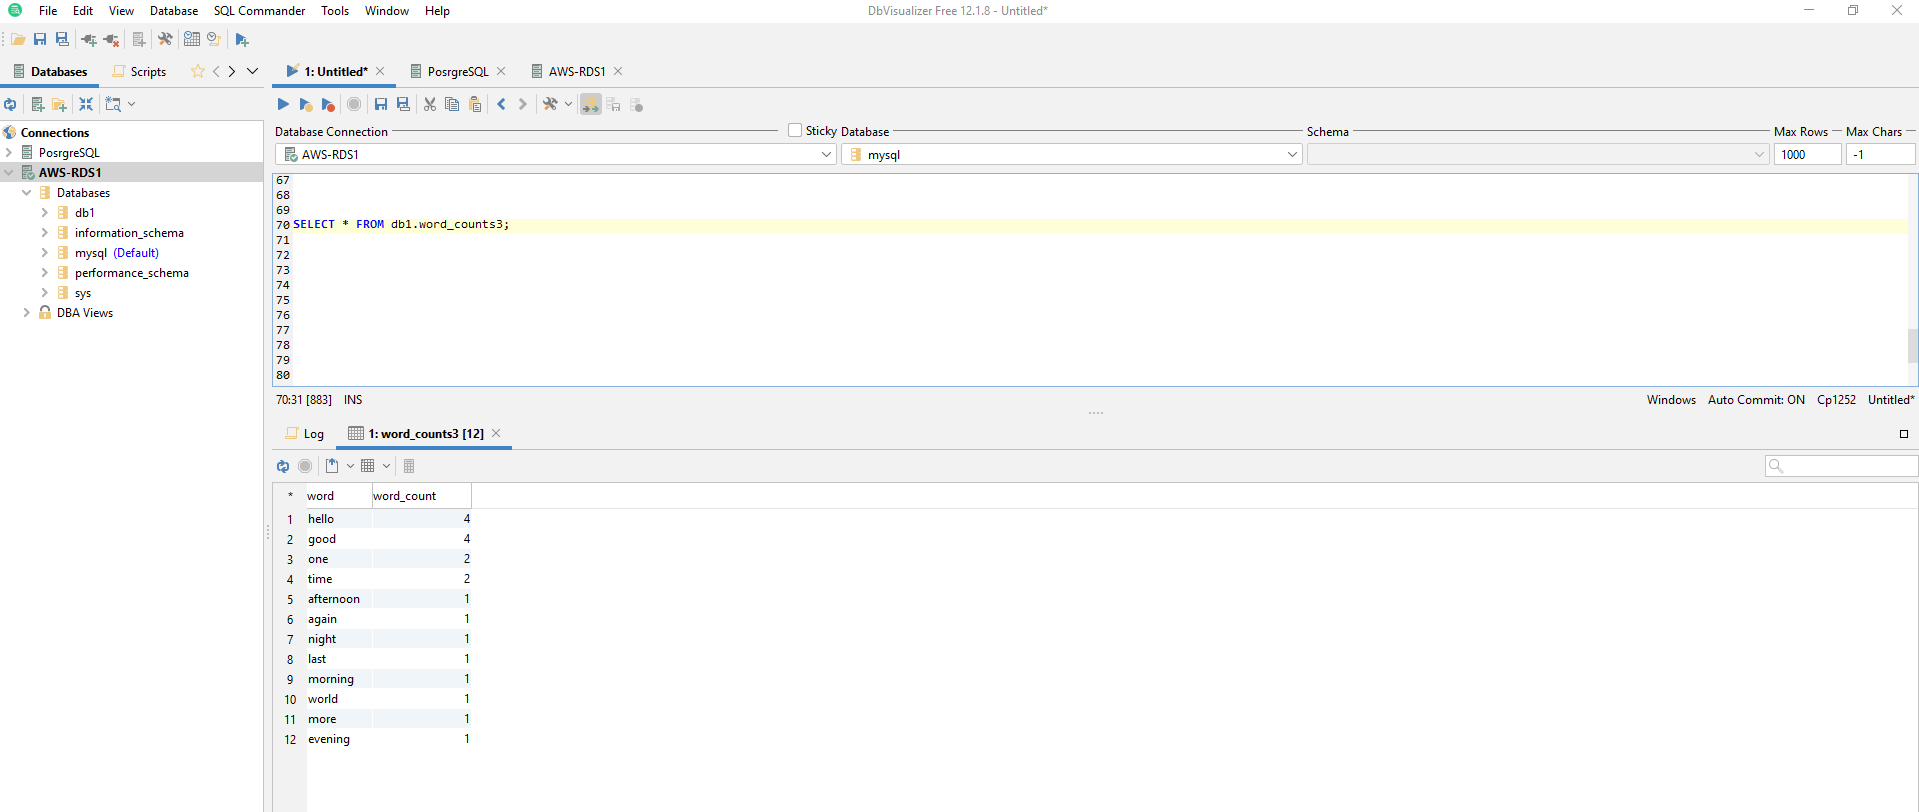 File Edit View Database SQL Commander Tools Window Help
DbVisualizer Free 12.1.8 - Untitled*
Databases Scripts
1: Untitled* PosrgreSQL AWS-RDS1
Connections
PosrgreSQL
AWS-RDS1
Databases
db1
information_schema
mysql (Default)
performance_schema
sys
DBA Views
Database Connection Sticky Database Schema Max Rows Max Chars
AWS-RDS1 mysql 1000 -1
67
68
69
70 SELECT * FROM db1.word_counts3;
71
72
73
74
75
76
77
78
79
80
70:31 [883] INS Windows Auto Commit: ON Cp1252 Untitled*
Log 1: word_counts3 [12]
* word word_count
1 hello 4
2 good 4
3 one 2
4 time 2
5 afternoon 1
6 again 1
7 night 1
8 last 1
9 morning 1
10 world 1
11 more 1
12 evening 1